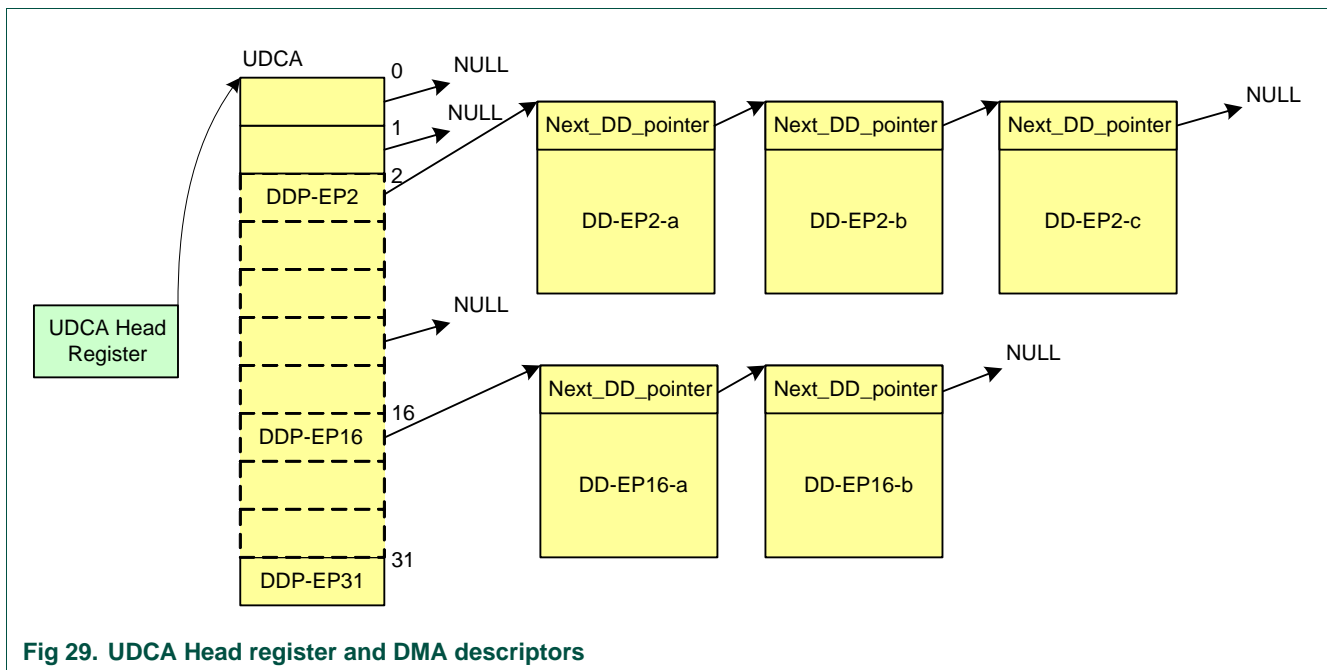 UDCA
0
NULL
1
NULL
2
DDP-EP2
Next_DD_pointer
DD-EP2-a
Next_DD_pointer
DD-EP2-b
Next_DD_pointer
DD-EP2-c
NULL
UDCA Head
Register
NULL
16
DDP-EP16
Next_DD_pointer
DD-EP16-a
Next_DD_pointer
DD-EP16-b
NULL
31
DDP-EP31
Fig 29. UDCA Head register and DMA descriptors